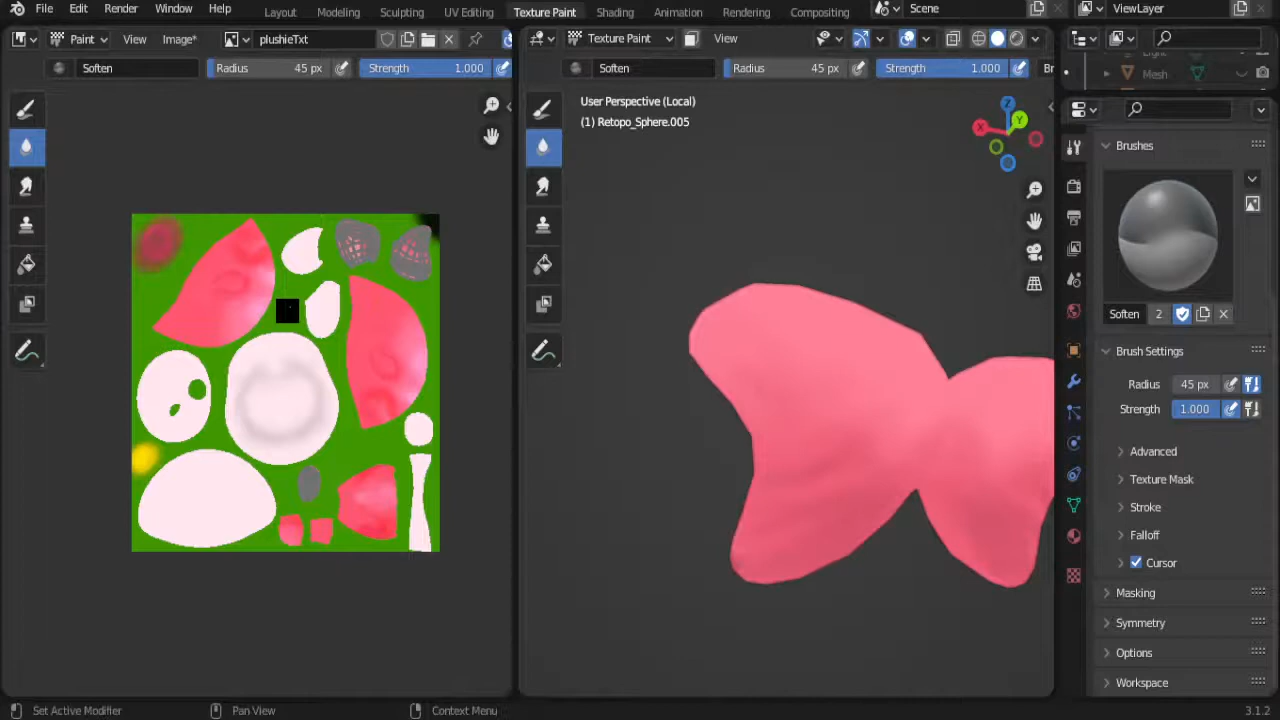 File Edit Render Window Help Layout Modeling Sculpting UV Editing Texture Paint Shading Animation Rendering Compositing Scene ViewLayer
Paint View Image* plushieTxt Texture Paint View
Soften Radius 45 px Strength 1.000 Soften Radius 45 px Strength 1.000 Br
Mesh
User Perspective (Local)
(1) Retopo_Sphere.005
X
Y
Z
Brushes
Soften 2
Brush Settings
Radius 45 px
Strength 1.000
Advanced
Texture Mask
Stroke
Falloff
Cursor
Masking
Symmetry
Options
Workspace
Set Active Modifier Pan View Context Menu 3.1.2